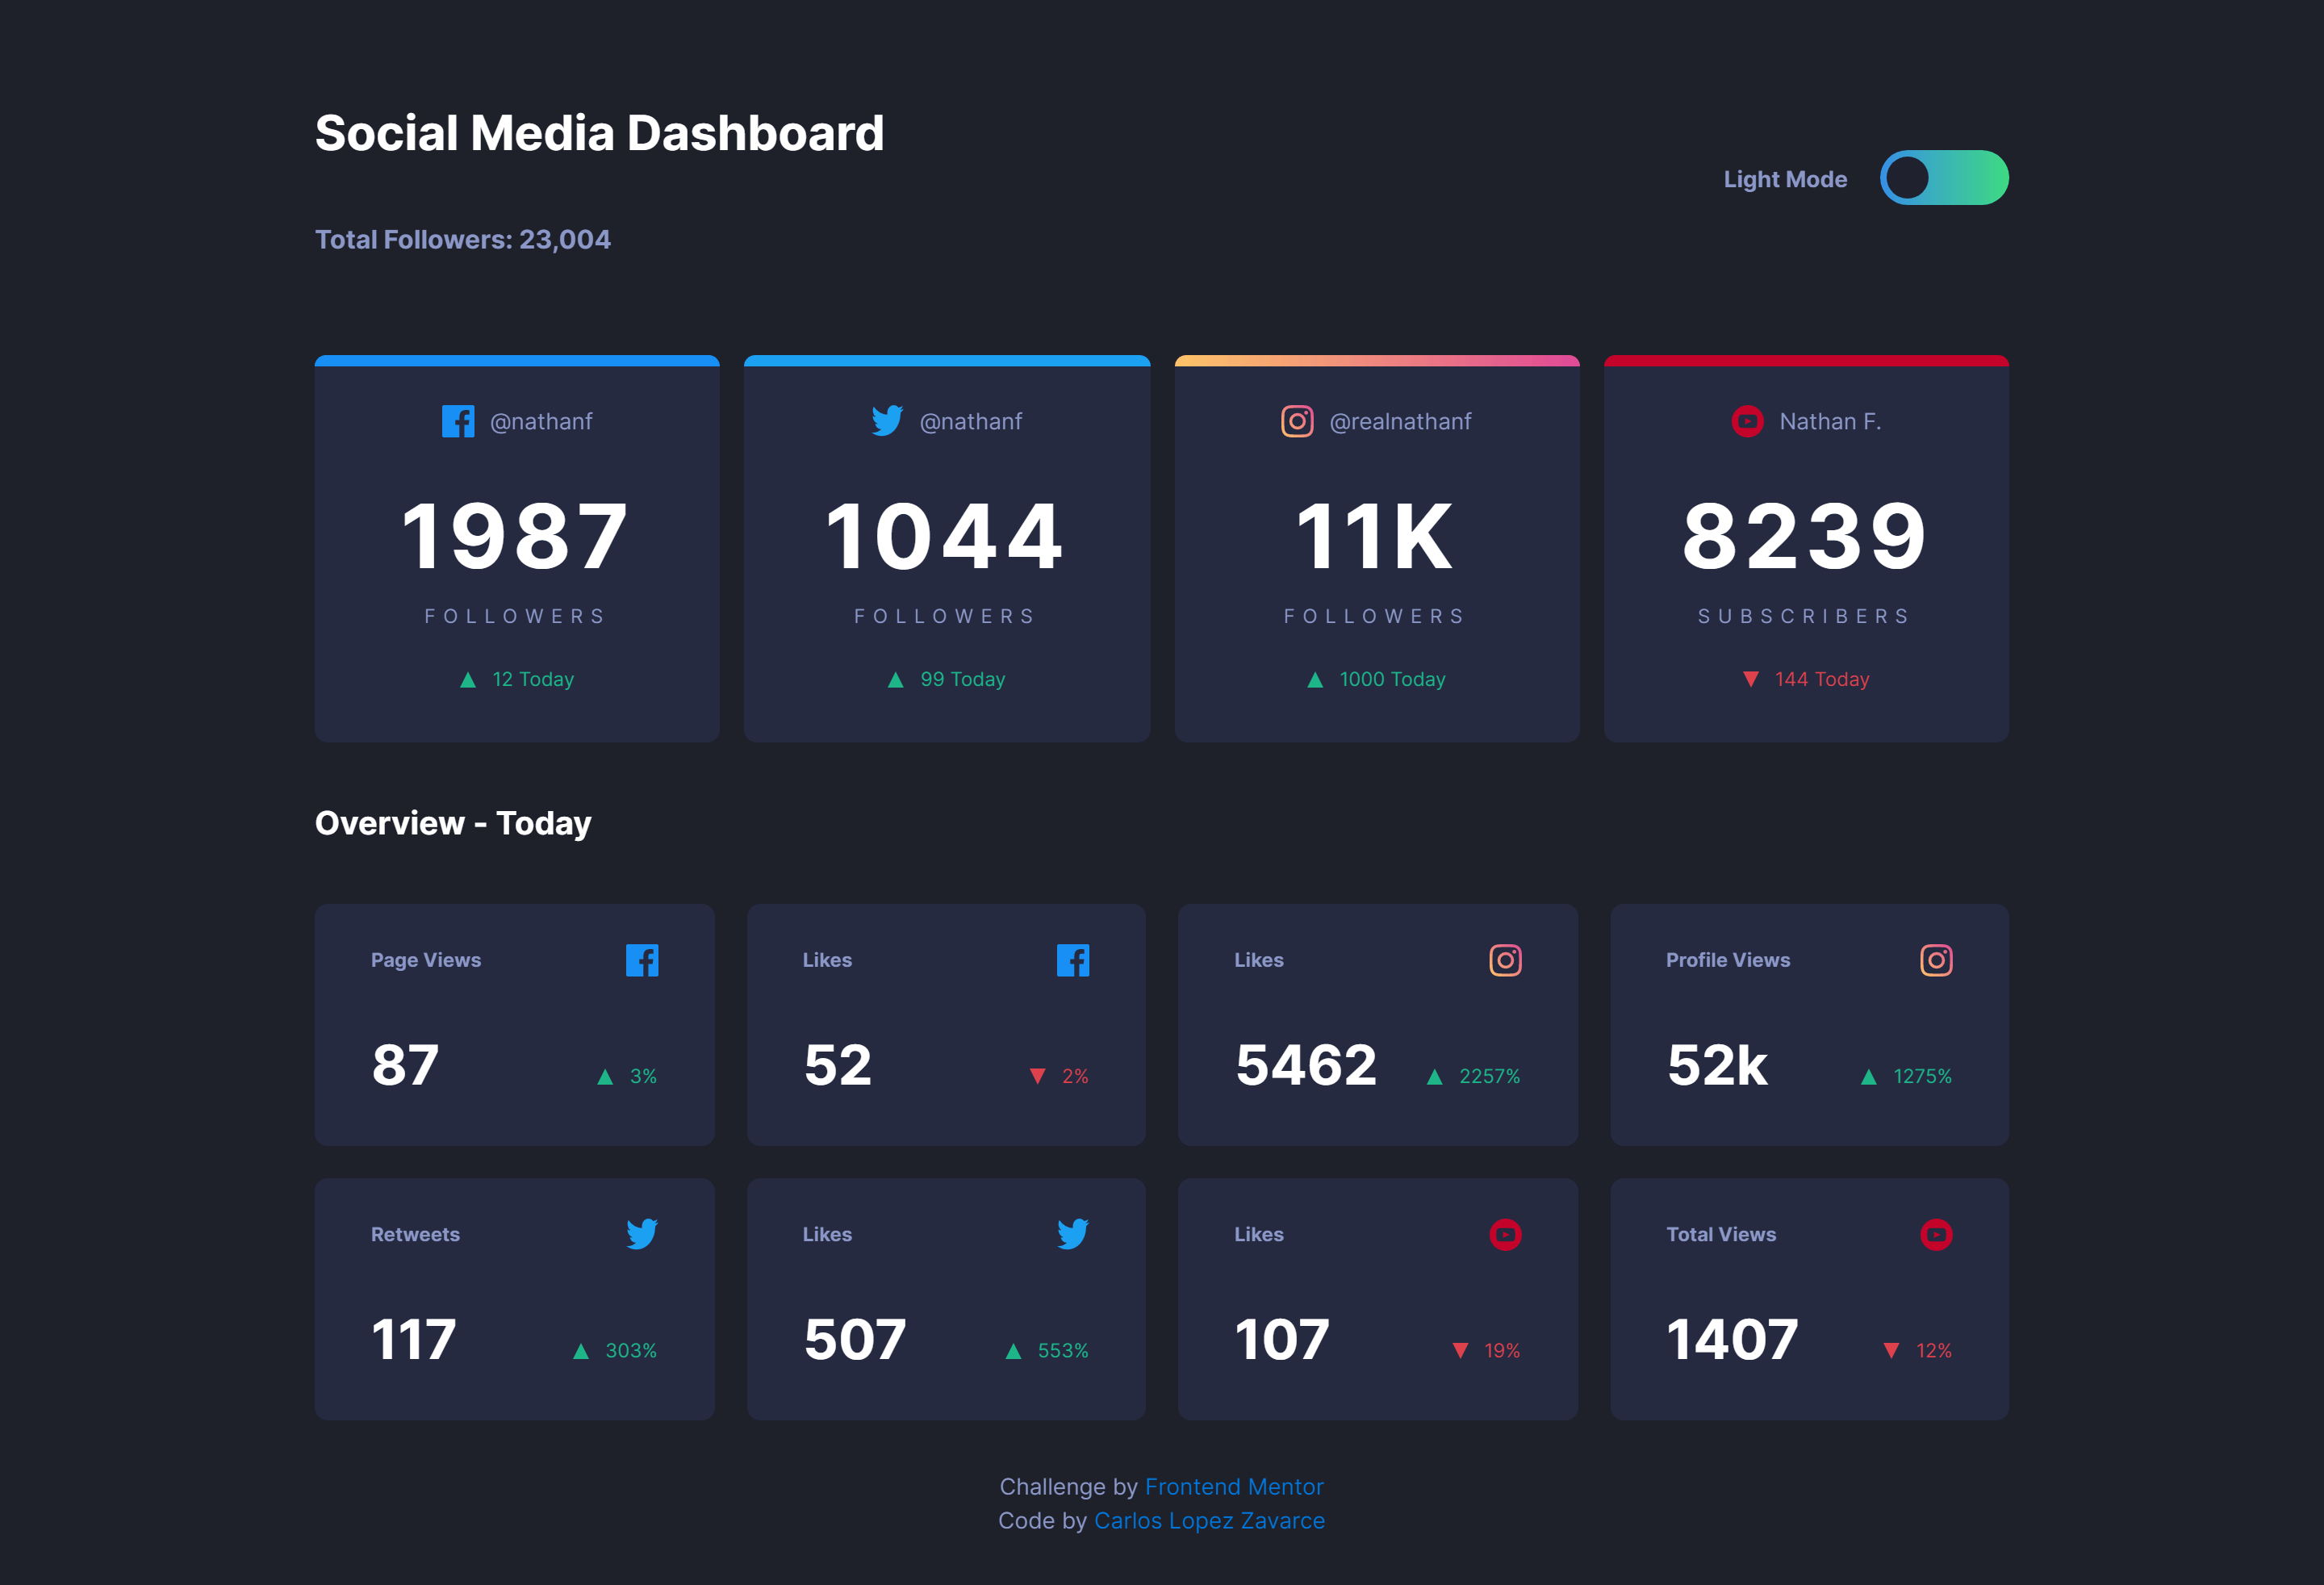 Social Media Dashboard
Light Mode
Total Followers: 23,004
@nathanf
1987
FOLLOWERS
12 Today
@nathanf
1044
FOLLOWERS
99 Today
@realnathanf
11K
FOLLOWERS
1000 Today
Nathan F.
8239
SUBSCRIBERS
144 Today
Overview - Today
Page Views
87
3%
Likes
52
2%
Likes
5462
2257%
Profile Views
52k
1275%
Retweets
117
303%
Likes
507
553%
Likes
107
19%
Total Views
1407
12%
Challenge by Frontend Mentor
Code by Carlos Lopez Zavarce